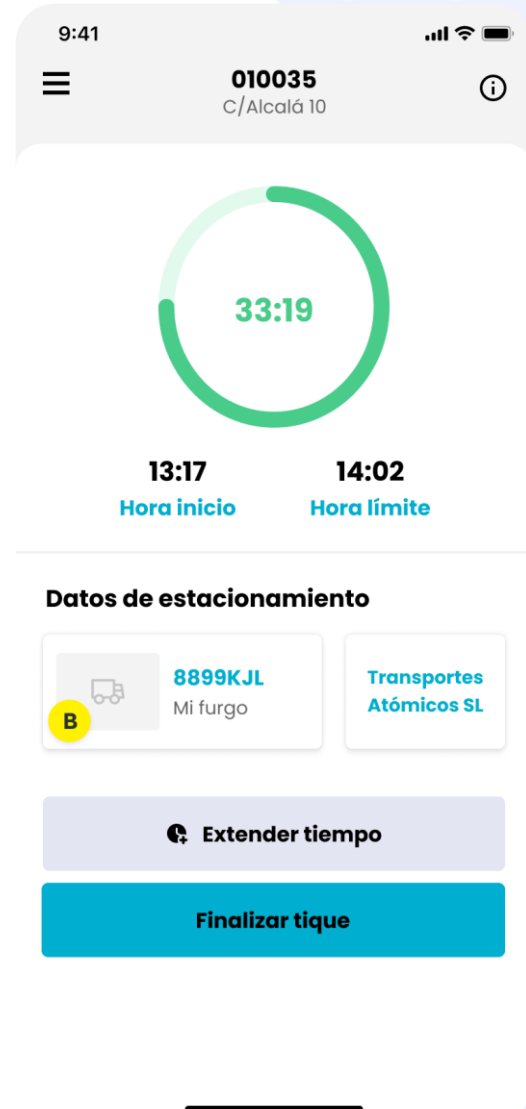 9:41
010035
C/Alcalá 10
33:19
13:17
14:02
Hora inicio
Hora límite
Datos de estacionamiento
B
8899KJL
Mi furgo
Transportes
Atómicos SL
Extender tiempo
Finalizar tique